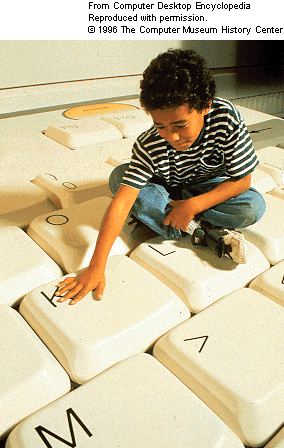 From Computer Desktop Encyclopedia
Reproduced with permission.
© 1996 The Computer Museum History Center
O
O
K
L
M